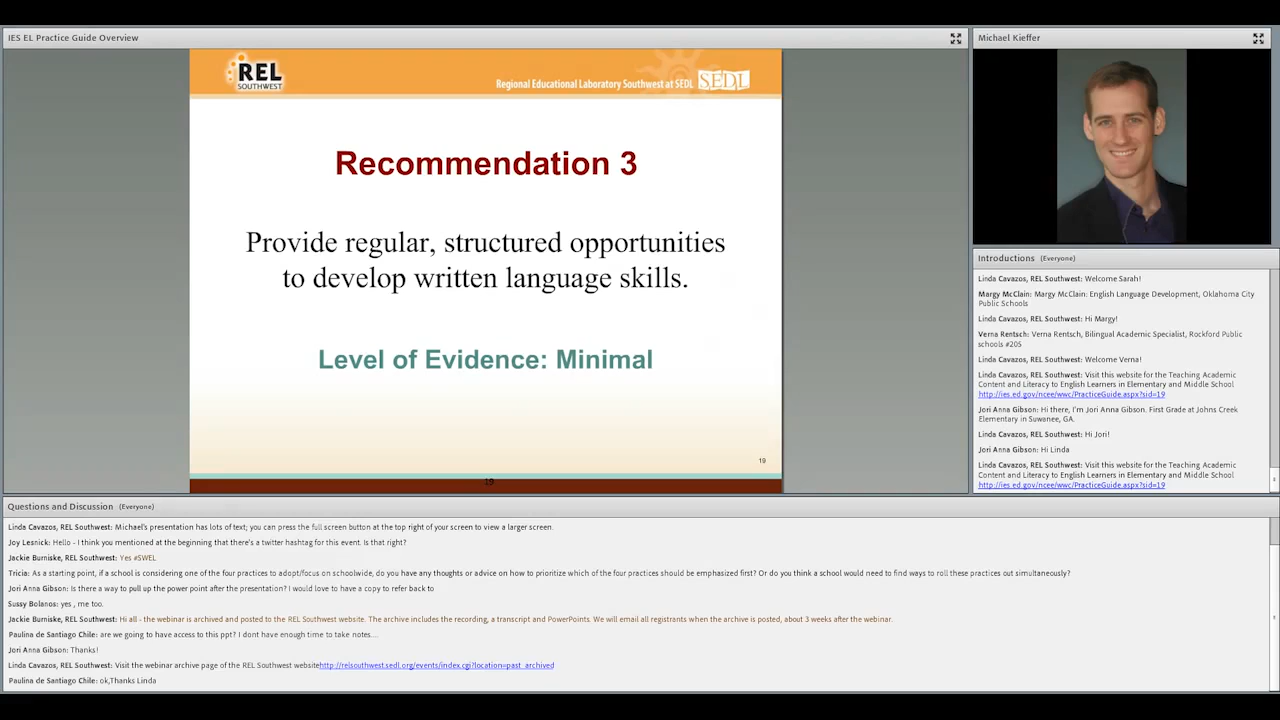 IES EL Practice Guide Overview
REL
SOUTHWEST
Regional Educational Laboratory Southwest at SEDL
SEDL
Recommendation 3
Provide regular, structured opportunities
to develop written language skills.
Level of Evidence: Minimal
19
19
Michael Kieffer
Introductions (Everyone)
Linda Cavazos, REL Southwest: Welcome Sarah!
Margy McClain: Margy McClain: English Language Development, Oklahoma City
Public Schools
Linda Cavazos, REL Southwest: Hi Margy!
Verna Rentsch: Verna Rentsch, Bilingual Academic Specialist, Rockford Public
schools #205
Linda Cavazos, REL Southwest: Welcome Verna!
Linda Cavazos, REL Southwest: Visit this website for the Teaching Academic
Content and Literacy to English Learners in Elementary and Middle School
http://ies.ed.gov/ncee/wwc/PracticeGuide.aspx?sid=19
Jori Anna Gibson: Hi there, I'm Jori Anna Gibson. First Grade at Johns Creek
Elementary in Suwanee, GA.
Linda Cavazos, REL Southwest: Hi Jori!
Jori Anna Gibson: Hi Linda
Linda Cavazos, REL Southwest: Visit this website for the Teaching Academic
Content and Literacy to English Learners in Elementary and Middle School
http://ies.ed.gov/ncee/wwc/PracticeGuide.aspx?sid=19
Questions and Discussion (Everyone)
Linda Cavazos, REL Southwest: Michael's presentation has lots of text; you can press the full screen button at the top right of your screen to view a larger screen.
Joy Lesnick: Hello - I think you mentioned at the beginning that there's a twitter hashtag for this event. Is that right?
Jackie Burniske, REL Southwest: Yes #SWEL
Tricia: As a starting point, if a school is considering one of the four practices to adopt/focus on schoolwide, do you have any thoughts or advice on how to prioritize which of the four practices should be emphasized first? Or do you think a school would need to find ways to roll these practices out simultaneously?
Jori Anna Gibson: Is there a way to pull up the power point after the presentation? I would love to have a copy to refer back to
Sussy Bolanos: yes , me too.
Jackie Burniske, REL Southwest: Hi all - the webinar is archived and posted to the REL Southwest website. The archive includes the recording, a transcript and PowerPoints. We will email all registrants when the archive is posted, about 3 weeks after the webinar.
Paulina de Santiago Chile: are we going to have access to this ppt? I dont have enough time to take notes...
Jori Anna Gibson: Thanks!
Linda Cavazos, REL Southwest: Visit the webinar archive page of the REL Southwest websitehttp://relsouthwest.sedl.org/events/index.cgi?location=past_archived
Paulina de Santiago Chile: ok,Thanks Linda